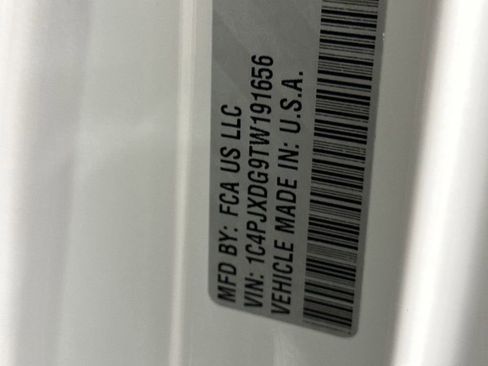 MFD BY: FCA US LLC
VIN: 1C4PJXDG9TW191656
VEHICLE MADE IN: U.S.A.